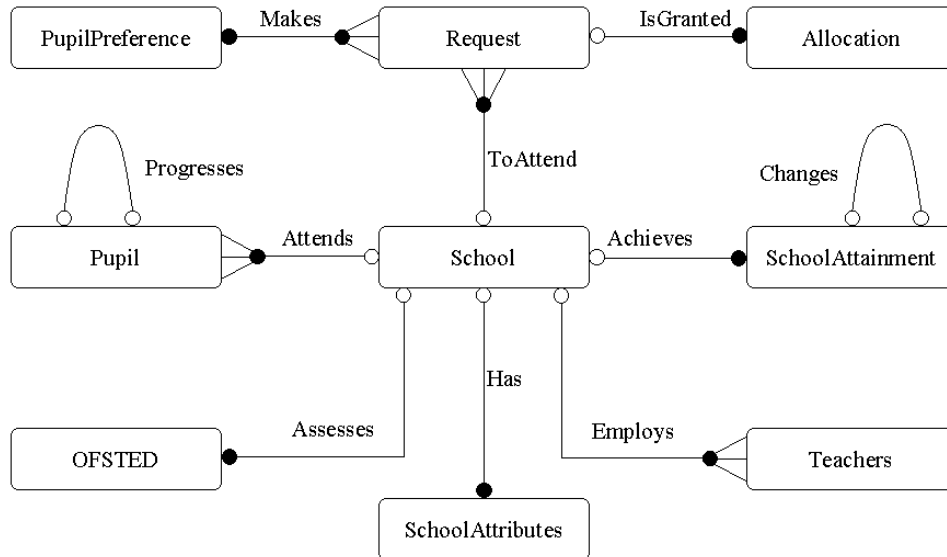 Makes
IsGranted
PupilPreference
Request
Allocation
ToAttend
Progresses
Changes
Attends
Achieves
Pupil
School
SchoolAttainment
Has
Assesses
Employs
OFSTED
Teachers
SchoolAttributes